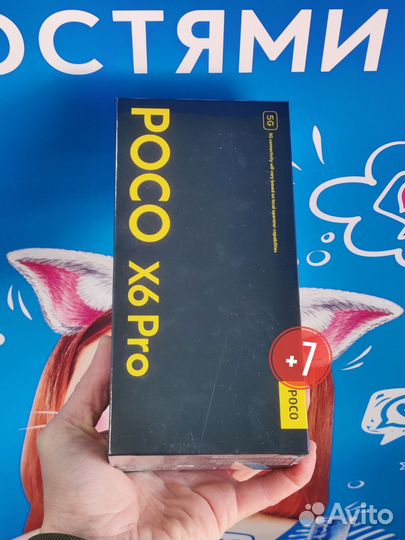 ОСТЯМИ
POCO X6 Pro
5G
5G connectivity will vary based on local operator capabilities
+7
POCO
Avito